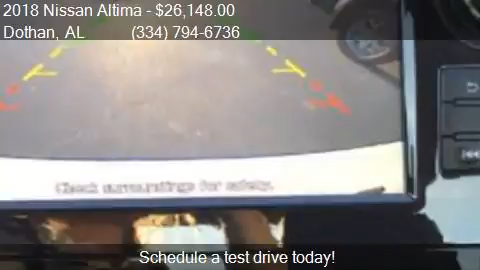 2018 Nissan Altima - $26,148.00
Dothan, AL (334) 794-6736
Check surroundings for safety.
Schedule a test drive today!